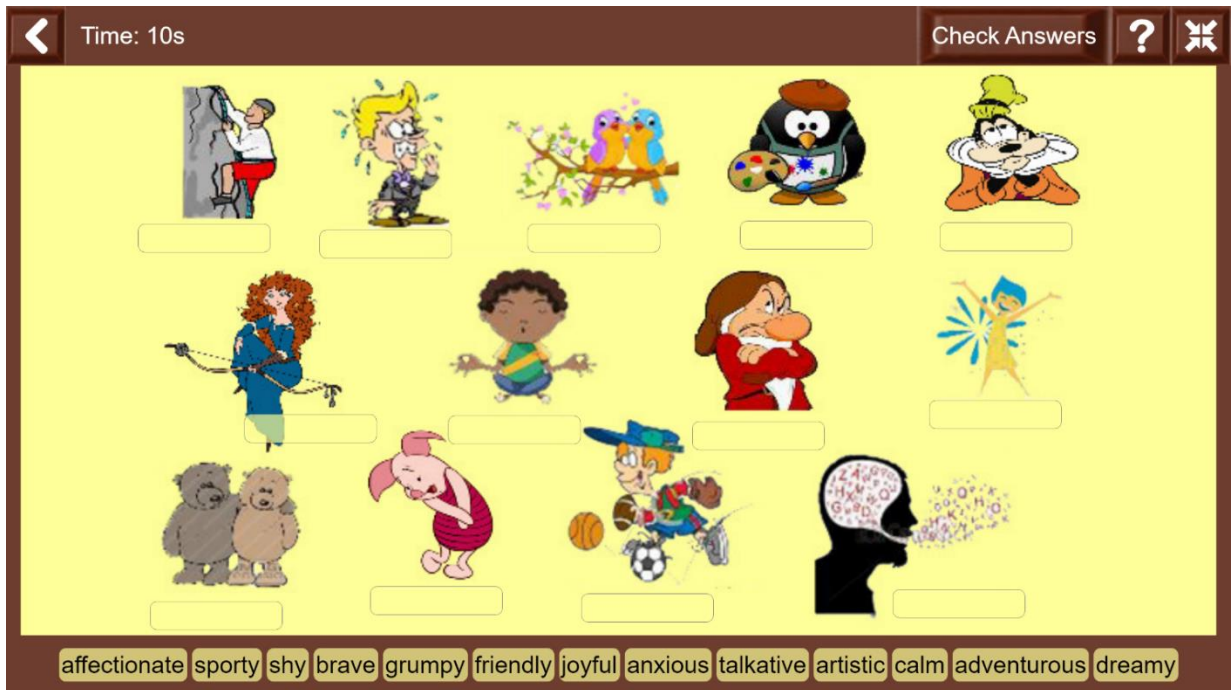 Time: 10s
Check Answers
?
affectionate sporty shy brave grumpy friendly joyful anxious talkative artistic calm adventurous dreamy